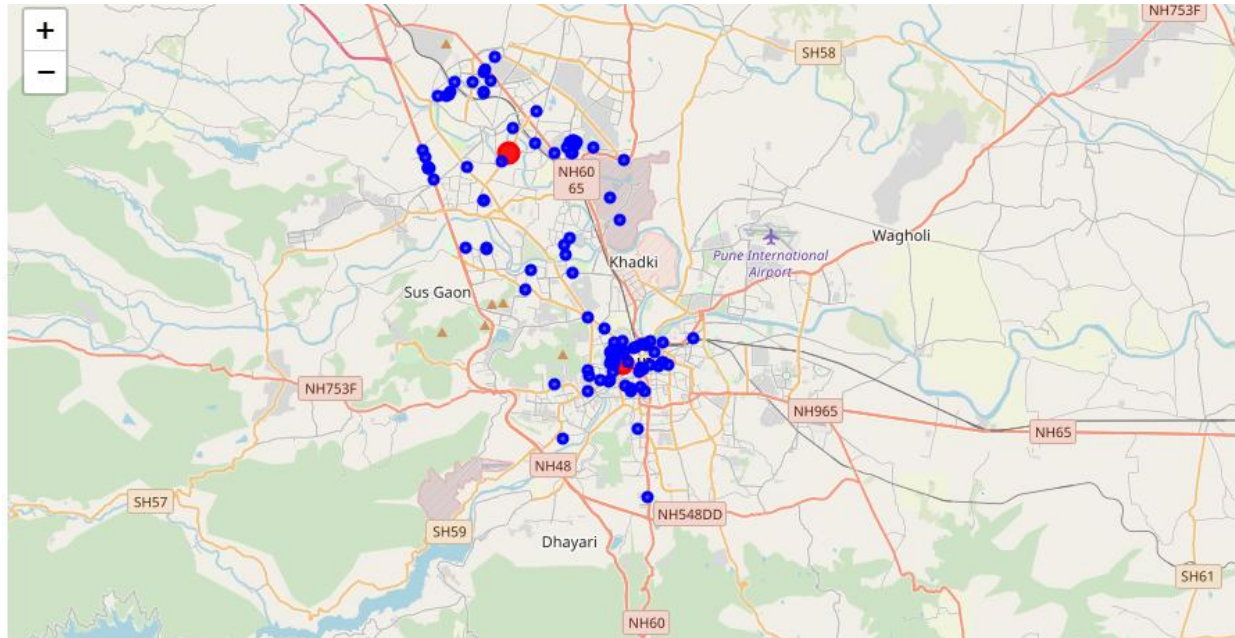 +
−
NH753F
SH58
NH60
65
Wagholi
Pune International
Airport
Khadki
Sus Gaon
NH753F
NH965
NH65
NH48
SH57
NH548DD
SH59
Dhayari
SH61
NH60